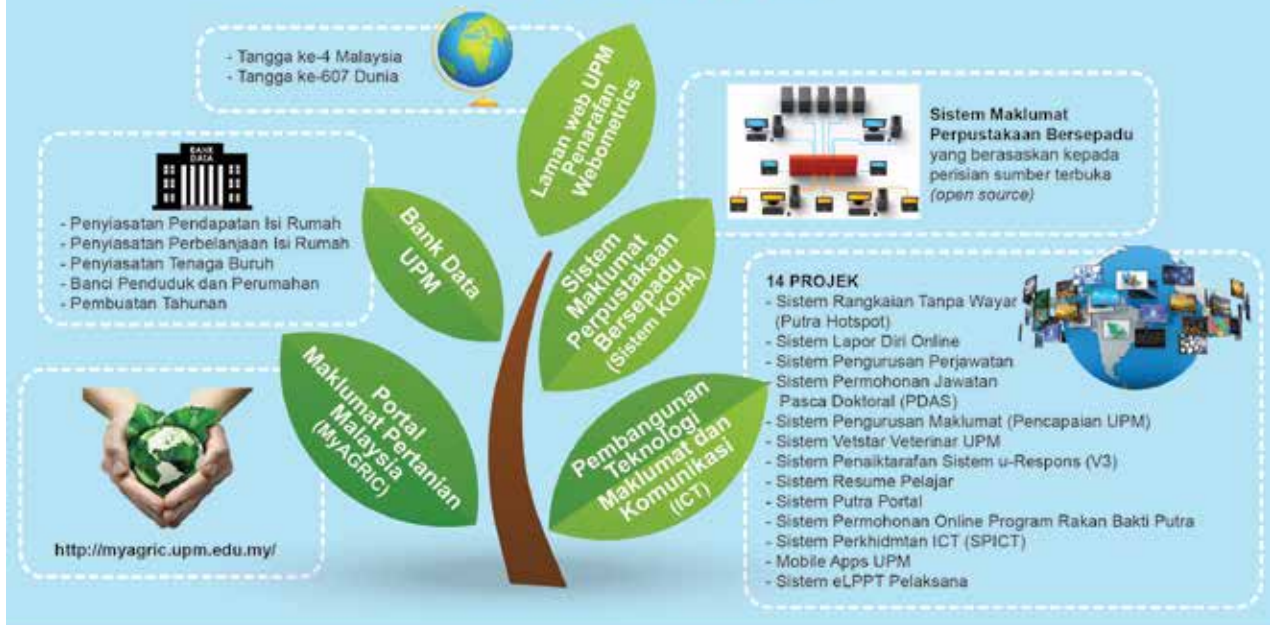 - Tangga ke-4 Malaysia
- Tangga ke-607 Dunia
Laman web UPM
Penarafan
Webometrics
Sistem Maklumat
Perpustakaan Bersepadu
yang berasaskan kepada
perisian sumber terbuka
(open source)
BANK
DATA
- Penyiasatan Pendapatan Isi Rumah
- Penyiasatan Perbelanjaan Isi Rumah
- Penyiasatan Tenaga Buruh
- Banci Penduduk dan Perumahan
- Pembuatan Tahunan
Bank Data
UPM
Sistem
Maklumat
Perpustakaan
Bersepadu
(Sistem KOHA)
14 PROJEK
- Sistem Rangkaian Tanpa Wayar
(Putra Hotspot)
- Sistem Lapor Diri Online
- Sistem Pengurusan Perjawatan
- Sistem Permohonan Jawatan
Pasca Doktoral (PDAS)
- Sistem Pengurusan Maklumat (Pencapaian UPM)
- Sistem Vetstar Veterinar UPM
- Sistem Penaiktarafan Sistem u-Respons (V3)
- Sistem Resume Pelajar
- Sistem Putra Portal
- Sistem Permohonan Online Program Rakan Bakti Putra
- Sistem Perkhidmtan ICT (SPICT)
- Mobile Apps UPM
- Sistem eLPPT Pelaksana
Portal
Maklumat Pertanian
Malaysia
(MyAGRIC)
Pembangunan
Teknologi
Maklumat dan
Komunikasi
(ICT)
http://myagric.upm.edu.my/